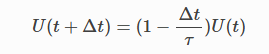 U(t + Δt) = (1 − Δt/τ)U(t)